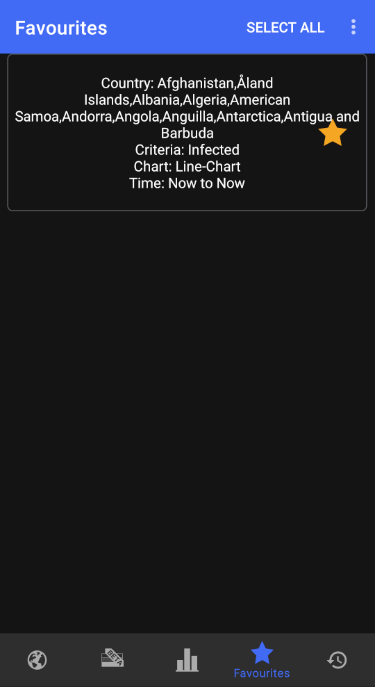 Favourites
SELECT ALL
Country: Afghanistan,Åland
Islands,Albania,Algeria,American
Samoa,Andorra,Angola,Anguilla,Antarctica,Antigua and
Barbuda
Criteria: Infected
Chart: Line-Chart
Time: Now to Now
Favourites